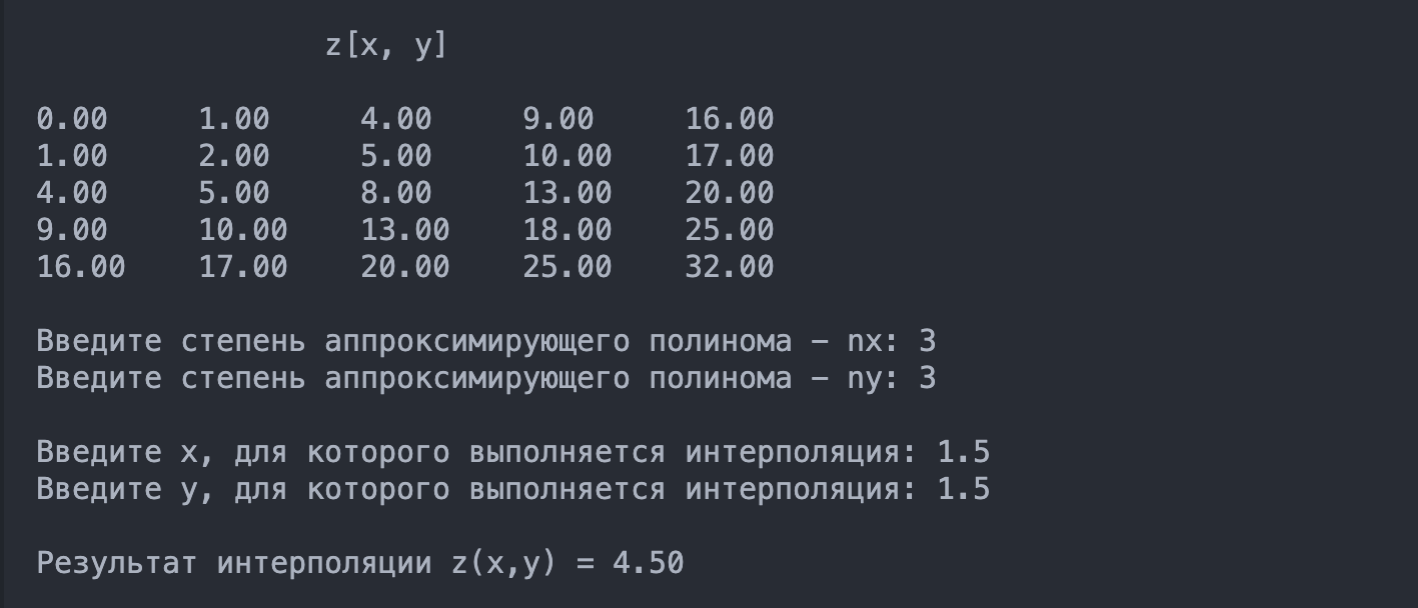 z[x, y]
0.00 1.00 4.00 9.00 16.00
1.00 2.00 5.00 10.00 17.00
4.00 5.00 8.00 13.00 20.00
9.00 10.00 13.00 18.00 25.00
16.00 17.00 20.00 25.00 32.00
Введите степень аппроксимирующего полинома – nx: 3
Введите степень аппроксимирующего полинома – ny: 3
Введите x, для которого выполняется интерполяция: 1.5
Введите y, для которого выполняется интерполяция: 1.5
Результат интерполяции z(x,y) = 4.50